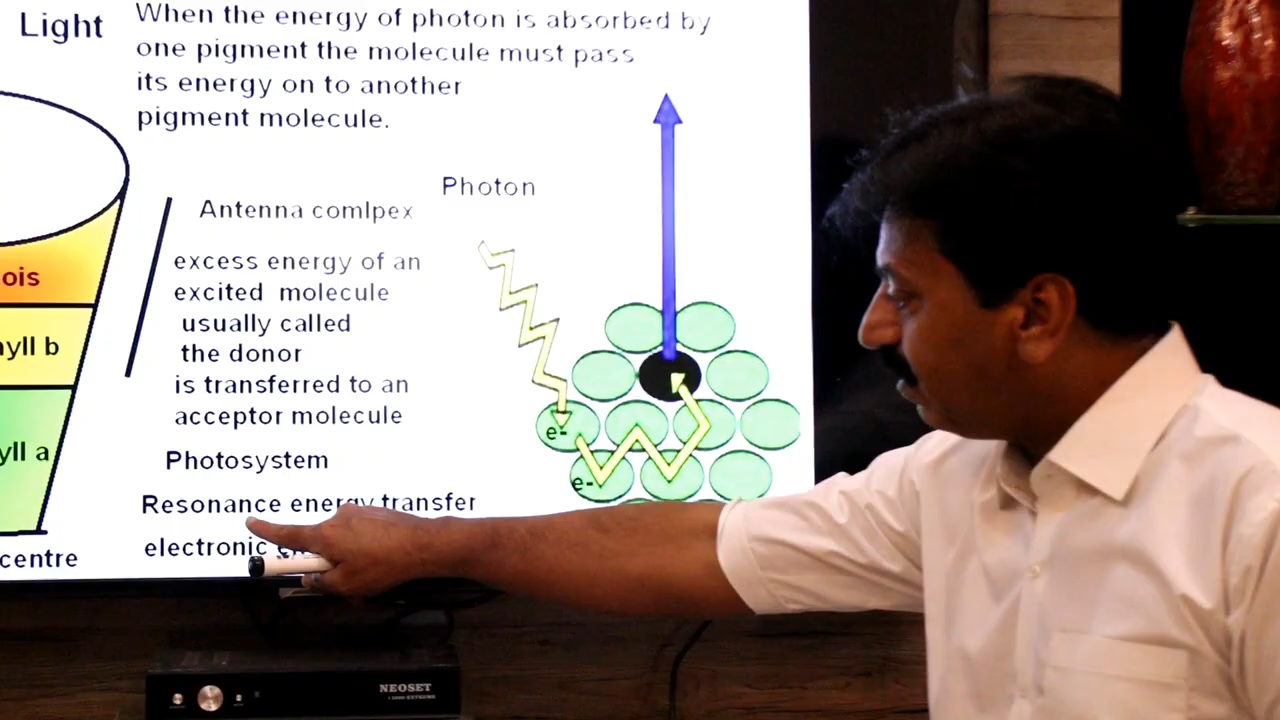 Light
When the energy of photon is absorbed by
one pigment the molecule must pass
its energy on to another
pigment molecule.
Photon
Antenna comlpex
excess energy of an
excited molecule
usually called
the donor
is transferred to an
acceptor molecule
Photosystem
Resonance energy transfer
electronic
ois
hyll b
yll a
centre
e-
e-
NEOSET